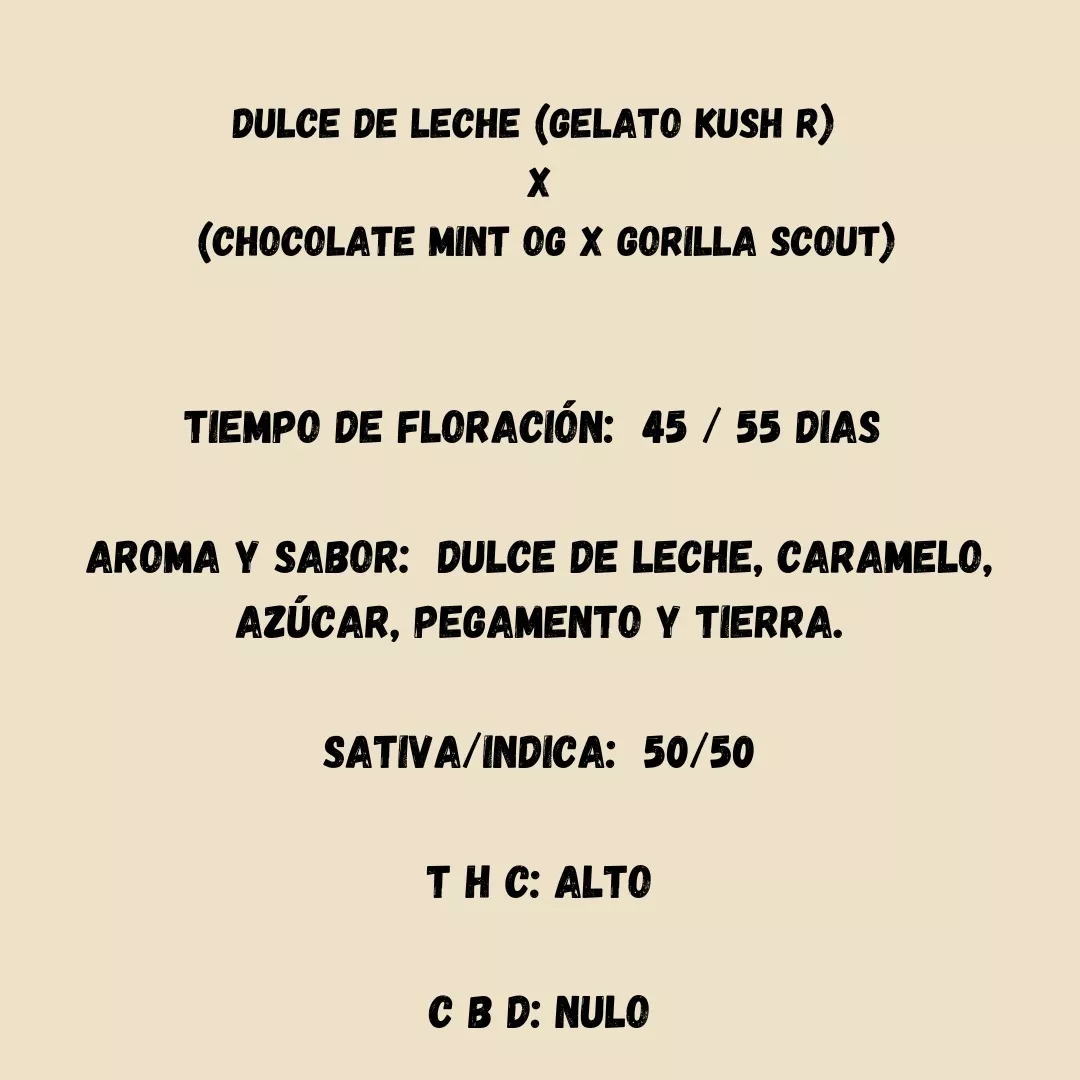 DULCE DE LECHE (GELATO KUSH R)
X
(CHOCOLATE MINT OG X GORILLA SCOUT)
TIEMPO DE FLORACIÓN: 45 / 55 DIAS
AROMA Y SABOR: DULCE DE LECHE, CARAMELO,
AZÚCAR, PEGAMENTO Y TIERRA.
SATIVA/INDICA: 50/50
T H C: ALTO
C B D: NULO